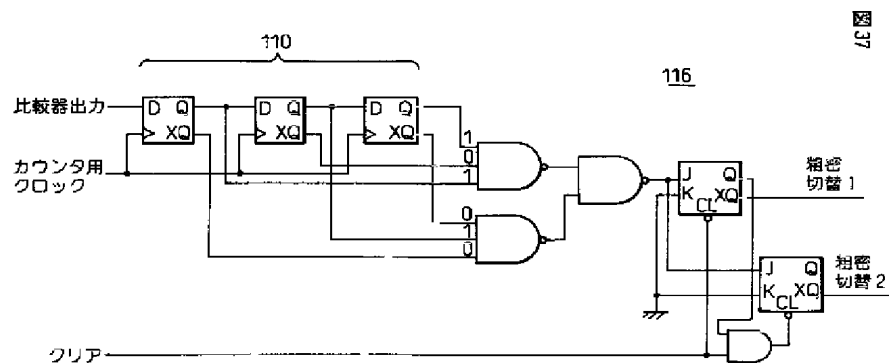 図37
110
116
比較器出力
D Q
XQ
D Q
XQ
D Q
XQ
カウンタ用
クロック
1
0
1
0
1
0
J Q
K XQ
CL
粗密
切替1
J Q
K XQ
CL
粗密
切替2
クリア